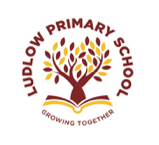 LUDLOW PRIMARY SCHOOL
GROWING TOGETHER